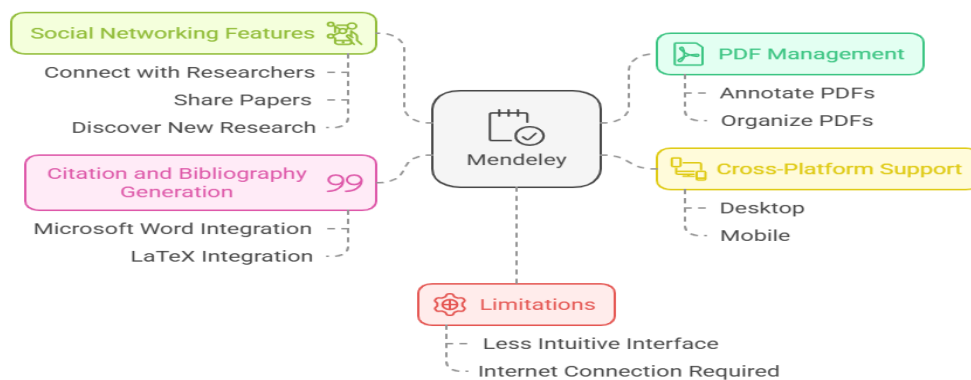 Social Networking Features
Connect with Researchers
Share Papers
Discover New Research
Citation and Bibliography
Generation
Microsoft Word Integration
LaTeX Integration
Mendeley
PDF Management
Annotate PDFs
Organize PDFs
Cross-Platform Support
Desktop
Mobile
Limitations
Less Intuitive Interface
Internet Connection Required